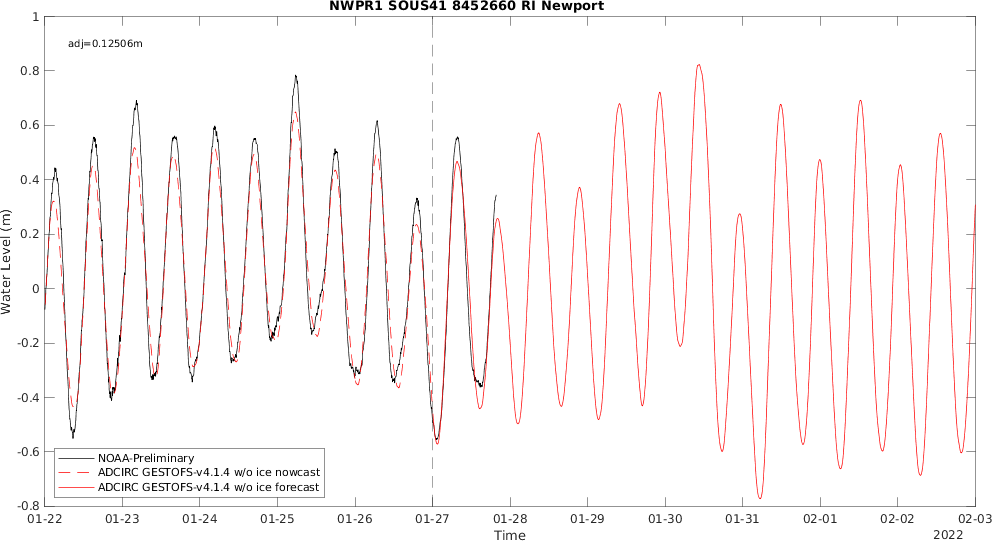 NWPR1 SOUS41 8452660 RI Newport
adj=0.12506m
1
0.8
0.6
0.4
0.2
0
-0.2
-0.4
-0.6
-0.8
Water Level (m)
NOAA-Preliminary
ADCIRC GESTOFS-v4.1.4 w/o ice nowcast
ADCIRC GESTOFS-v4.1.4 w/o ice forecast
01-22 01-23 01-24 01-25 01-26 01-27 01-28 01-29 01-30 01-31 02-01 02-02 02-03
Time
2022